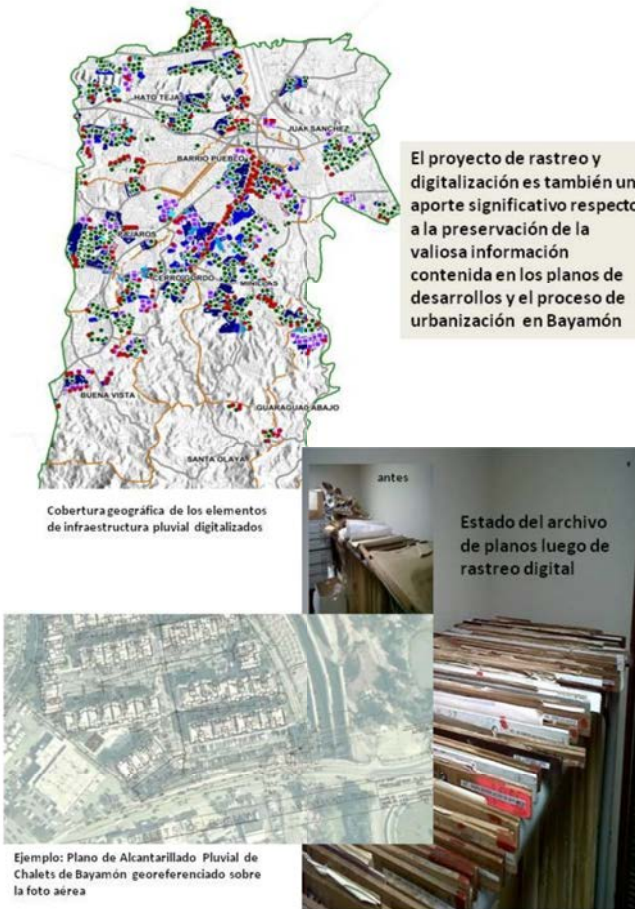 HATO TEJAS
JUAN SANCHEZ
BARRIO PUEBLO
PAJAROS
CERRO GORDO
MINILLAS
BUENA VISTA
GUARAGUAO ABAJO
SANTA OLAYA
El proyecto de rastreo y
digitalización es también un
aporte significativo respecto
a la preservación de la
valiosa información
contenida en los planos de
desarrollos y el proceso de
urbanización en Bayamón
Cobertura geográfica de los elementos
de infraestructura pluvial digitalizados
antes
Estado del archivo
de planos luego de
rastreo digital
Ejemplo: Plano de Alcantarillado Pluvial de
Chalets de Bayamón georeferenciado sobre
la foto aérea